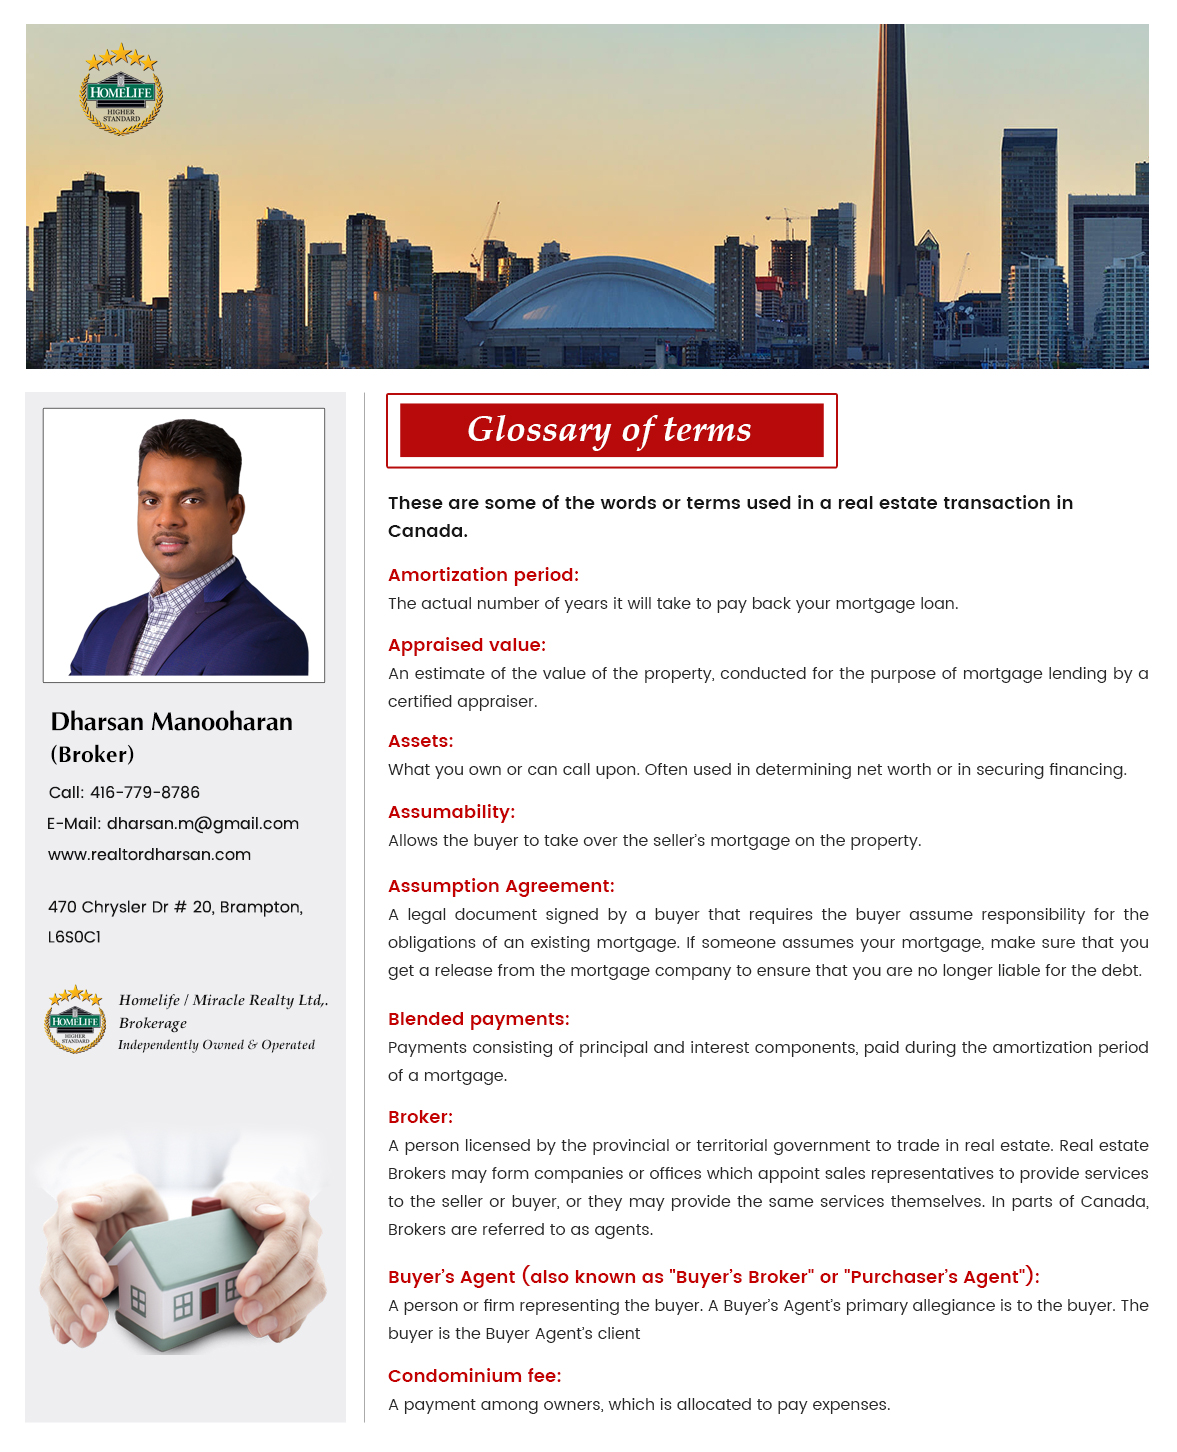 HOMELIFE
HIGHER
STANDARD
Dharsan Manooharan
(Broker)
Call: 416-779-8786
E-Mail: dharsan.m@gmail.com
www.realtordharsan.com
470 Chrysler Dr # 20, Brampton,
L6S0C1
HOMELIFE
HIGHER
STANDARD
Homelife / Miracle Realty Ltd,.
Brokerage
Independently Owned & Operated
Glossary of terms
These are some of the words or terms used in a real estate transaction in
Canada.
Amortization period:
The actual number of years it will take to pay back your mortgage loan.
Appraised value:
An estimate of the value of the property, conducted for the purpose of mortgage lending by a
certified appraiser.
Assets:
What you own or can call upon. Often used in determining net worth or in securing financing.
Assumability:
Allows the buyer to take over the seller's mortgage on the property.
Assumption Agreement:
A legal document signed by a buyer that requires the buyer assume responsibility for the
obligations of an existing mortgage. If someone assumes your mortgage, make sure that you
get a release from the mortgage company to ensure that you are no longer liable for the debt.
Blended payments:
Payments consisting of principal and interest components, paid during the amortization period
of a mortgage.
Broker:
A person licensed by the provincial or territorial government to trade in real estate. Real estate
Brokers may form companies or offices which appoint sales representatives to provide services
to the seller or buyer, or they may provide the same services themselves. In parts of Canada,
Brokers are referred to as agents.
Buyer's Agent (also known as "Buyer's Broker" or "Purchaser's Agent"):
A person or firm representing the buyer. A Buyer's Agent's primary allegiance is to the buyer. The
buyer is the Buyer Agent's client
Condominium fee:
A payment among owners, which is allocated to pay expenses.